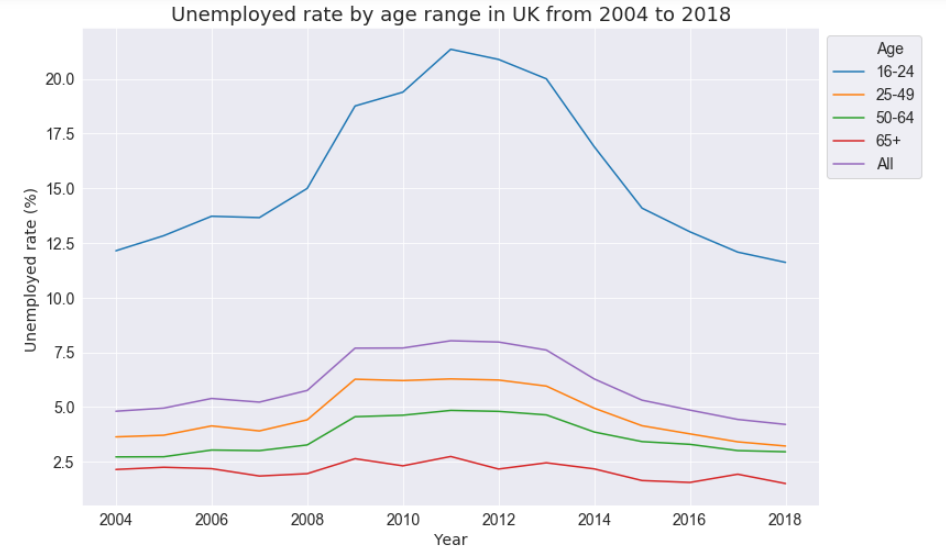 Unemployed rate by age range in UK from 2004 to 2018
Age
16-24
25-49
50-64
65+
All
Unemployed rate (%)
20.0
17.5
15.0
12.5
10.0
7.5
5.0
2.5
2004 2006 2008 2010 2012 2014 2016 2018
Year